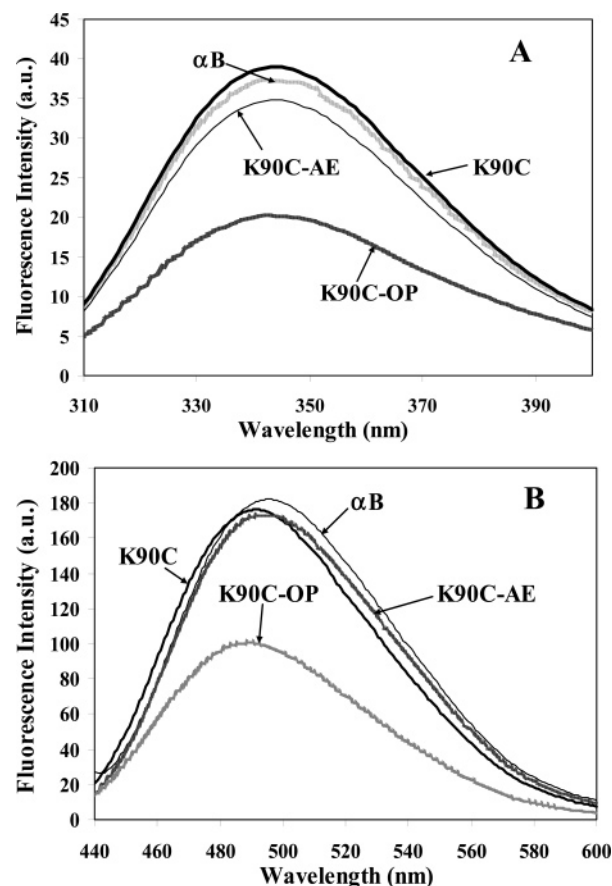 A
45
40
35
30
25
20
15
10
5
0
Fluorescence Intensity (a.u.)
αB
K90C-AE
K90C
K90C-OP
310 330 350 370 390
Wavelength (nm)
B
200
180
160
140
120
100
80
60
40
20
0
Fluorescence Intensity (a.u.)
αB
K90C
K90C-OP
K90C-AE
440 460 480 500 520 540 560 580 600
Wavelength (nm)